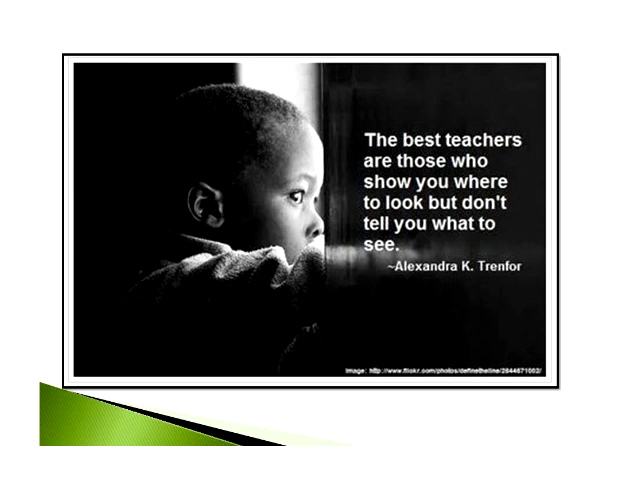 The best teachers
are those who
show you where
to look but don't
tell you what to
see.
~Alexandra K. Trenfor
Image: http://www.flickr.com/photos/definetheline/2844671002/